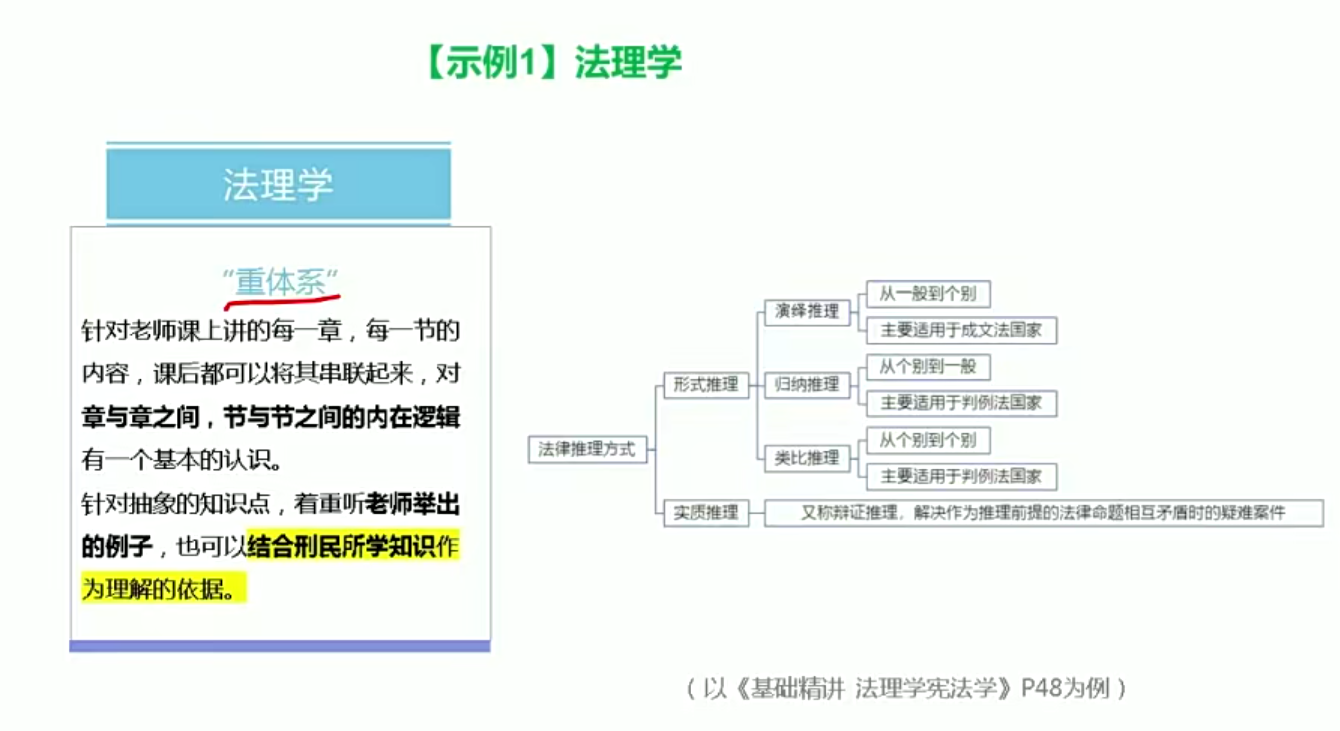 【示例1】法理学
法理学
“重体系”
针对老师课上讲的每一章，每一节的
内容，课后都可以将其串联起来，对
章与章之间，节与节之间的内在逻辑
有一个基本的认识。
针对抽象的知识点，着重听老师举出
的例子，也可以结合刑民所学知识作
为理解的依据。
法律推理方式
形式推理
演绎推理
从一般到个别
主要适用于成文法国家
归纳推理
从个别到一般
主要适用于判例法国家
类比推理
从个别到个别
主要适用于判例法国家
实质推理
又称辩证推理，解决作为推理前提的法律命题相互矛盾时的疑难案件
（以《基础精讲 法理学宪法学》P48为例）